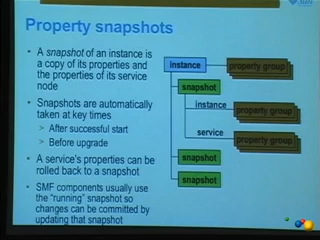 Property snapshots
• A snapshot of an instance is
a copy of its properties and
the properties of its service
node
• Snapshots are automatically
taken at key times
> After successful start
> Before upgrade
• A service's properties can be
rolled back to a snapshot
• SMF components usually use
the "running" snapshot so
changes can be committed by
updating that snapshot
instance
property group
snapshot
instance
property group
service
property group
snapshot
snapshot